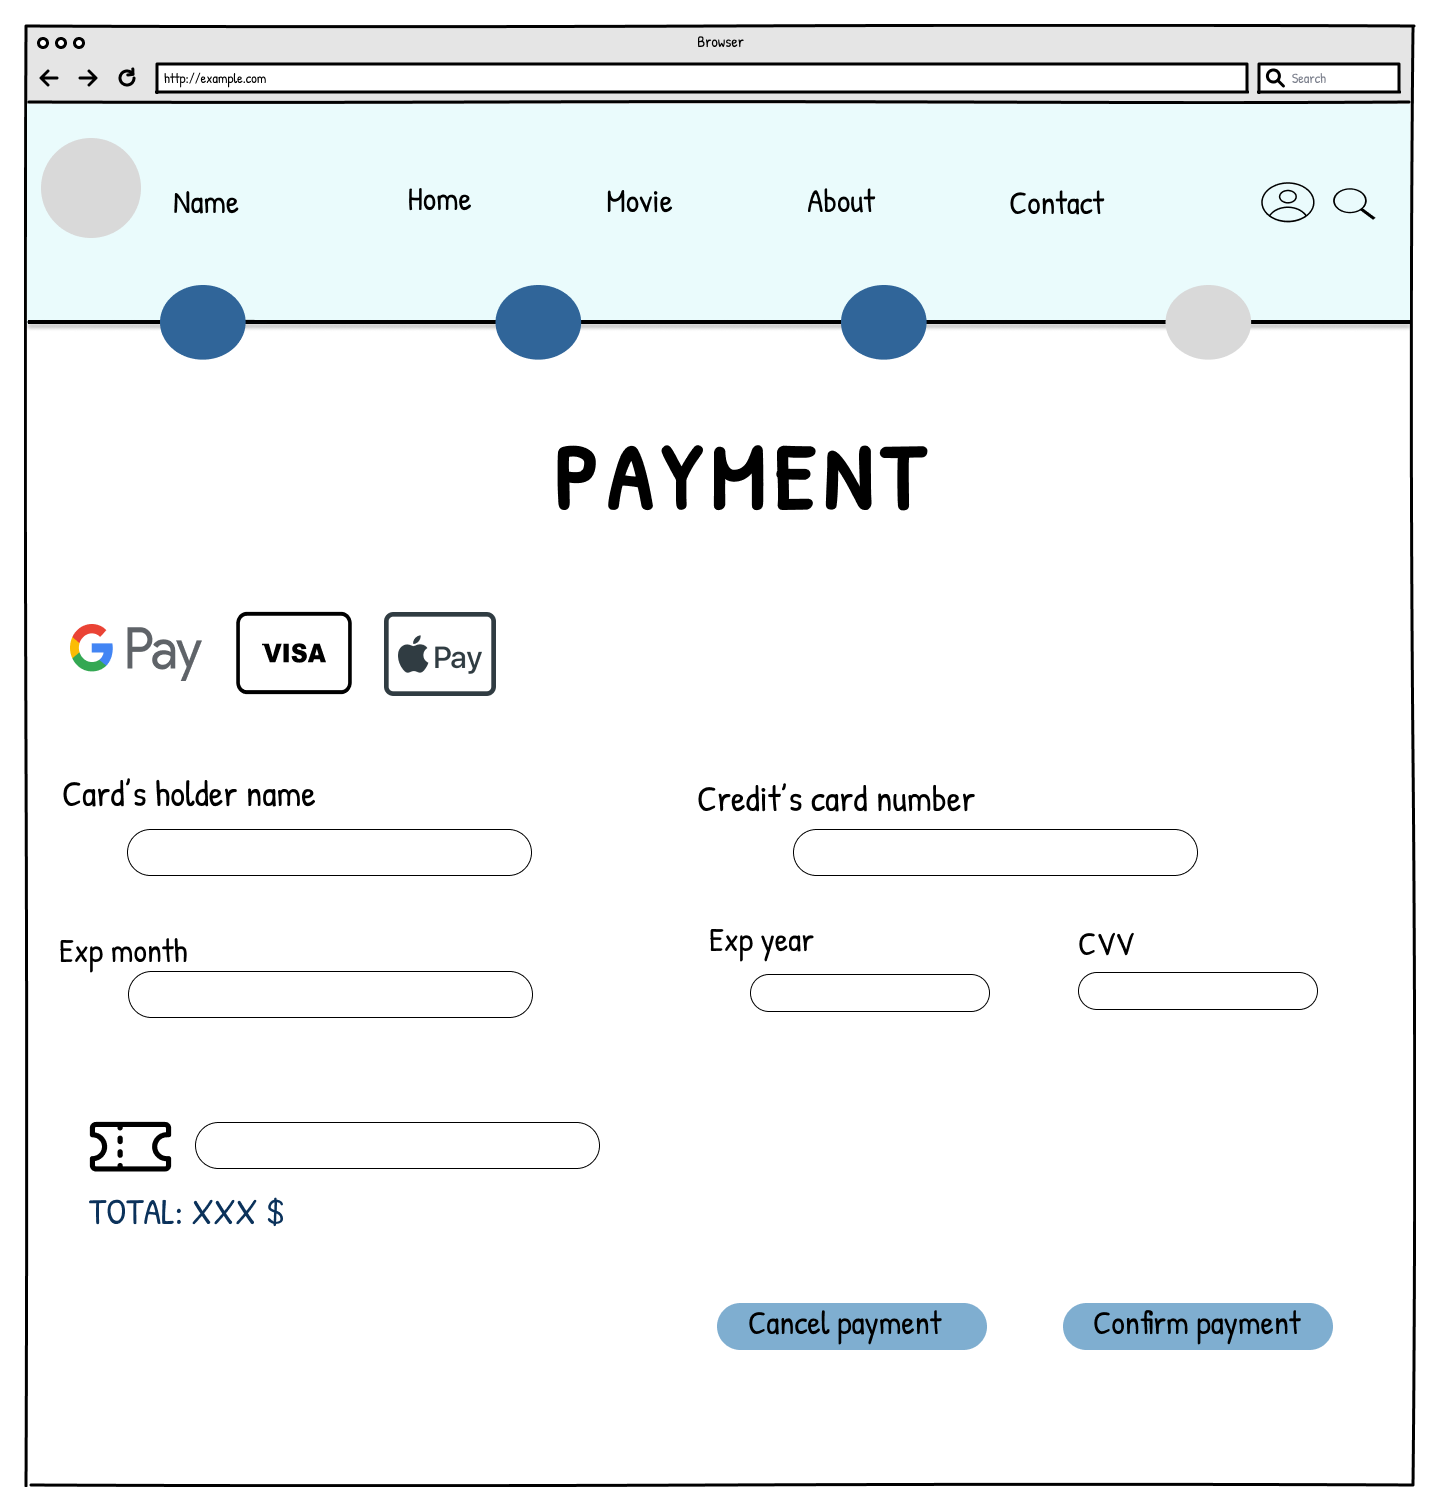 Browser
http://example.com
Search
Name
Home
Movie
About
Contact
PAYMENT
G Pay
VISA
Pay
Card's holder name
Credit's card number
Exp month
Exp year
CVV
TOTAL: XXX $
Cancel payment
Confirm payment